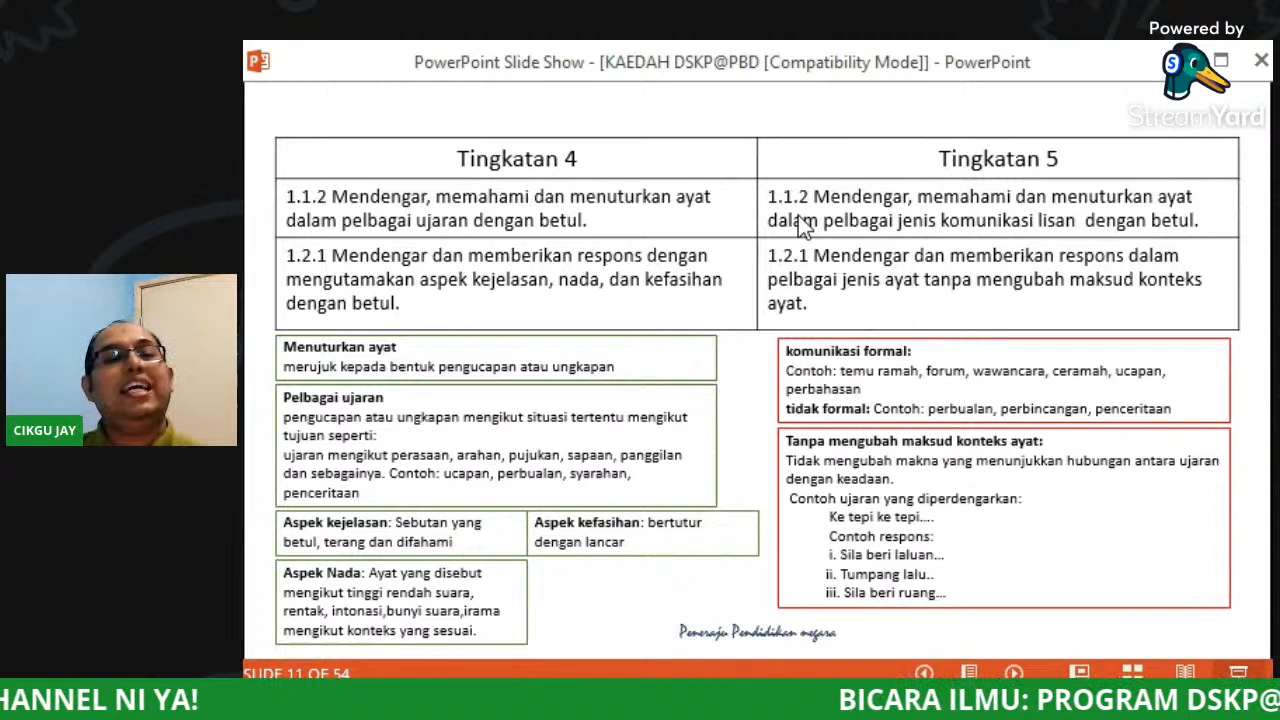 Powered by
PowerPoint Slide Show - [KAEDAH DSKP@PBD [Compatibility Mode]] - PowerPoint
StreamYard
Tingkatan 4
Tingkatan 5
1.1.2 Mendengar, memahami dan menuturkan ayat
dalam pelbagai ujaran dengan betul.
1.1.2 Mendengar, memahami dan menuturkan ayat
dalam pelbagai jenis komunikasi lisan dengan betul.
1.2.1 Mendengar dan memberikan respons dengan
mengutamakan aspek kejelasan, nada, dan kefasihan
dengan betul.
1.2.1 Mendengar dan memberikan respons dalam
pelbagai jenis ayat tanpa mengubah maksud konteks
ayat.
Menuturkan ayat
merujuk kepada bentuk pengucapan atau ungkapan
Pelbagai ujaran
pengucapan atau ungkapan mengikut situasi tertentu mengikut
tujuan seperti:
ujaran mengikut perasaan, arahan, pujukan, sapaan, panggilan
dan sebagainya. Contoh: ucapan, perbualan, syarahan,
penceritaan
Aspek kejelasan: Sebutan yang
betul, terang dan difahami
Aspek kefasihan: bertutur
dengan lancar
Aspek Nada: Ayat yang disebut
mengikut tinggi rendah suara,
rentak, intonasi,bunyi suara,irama
mengikut konteks yang sesuai.
komunikasi formal:
Contoh: temu ramah, forum, wawancara, ceramah, ucapan,
perbahasan
tidak formal: Contoh: perbualan, perbincangan, penceritaan
Tanpa mengubah maksud konteks ayat:
Tidak mengubah makna yang menunjukkan hubungan antara ujaran
dengan keadaan.
Contoh ujaran yang diperdengarkan:
Ke tepi ke tepi....
Contoh respons:
i. Sila beri laluan...
ii. Tumpang lalu..
iii. Sila beri ruang...
Peneraju Pendidikan negara
SLIDE 11 OF 54
CIKGU JAY
HANNEL NI YA!
BICARA ILMU: PROGRAM DSKP@